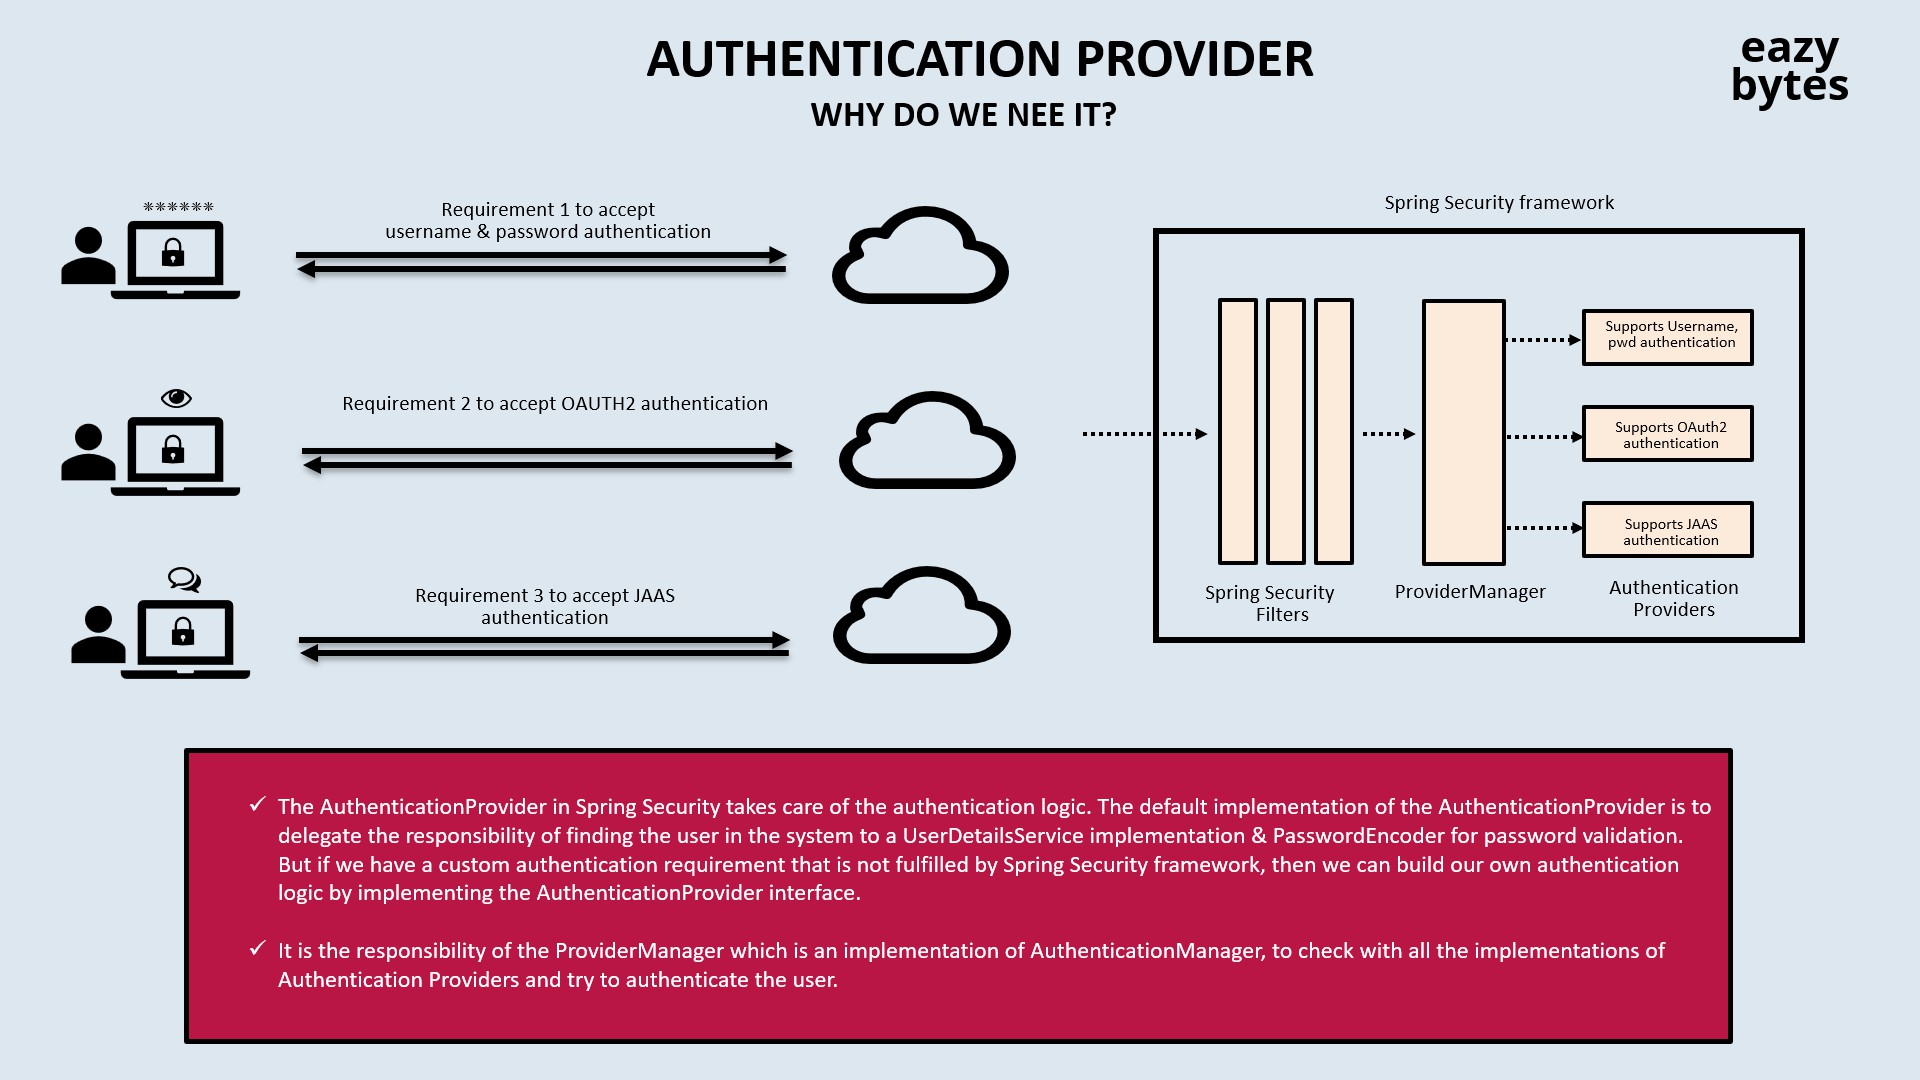 AUTHENTICATION PROVIDER
WHY DO WE NEE IT?
eazy
bytes
******
Requirement 1 to accept
username & password authentication
Requirement 2 to accept OAUTH2 authentication
Requirement 3 to accept JAAS
authentication
Spring Security framework
Supports Username,
pwd authentication
Supports OAuth2
authentication
Supports JAAS
authentication
Spring Security
Filters
ProviderManager
Authentication
Providers
✓ The AuthenticationProvider in Spring Security takes care of the authentication logic. The default implementation of the AuthenticationProvider is to
delegate the responsibility of finding the user in the system to a UserDetailsService implementation & PasswordEncoder for password validation.
But if we have a custom authentication requirement that is not fulfilled by Spring Security framework, then we can build our own authentication
logic by implementing the AuthenticationProvider interface.
✓ It is the responsibility of the ProviderManager which is an implementation of AuthenticationManager, to check with all the implementations of
Authentication Providers and try to authenticate the user.